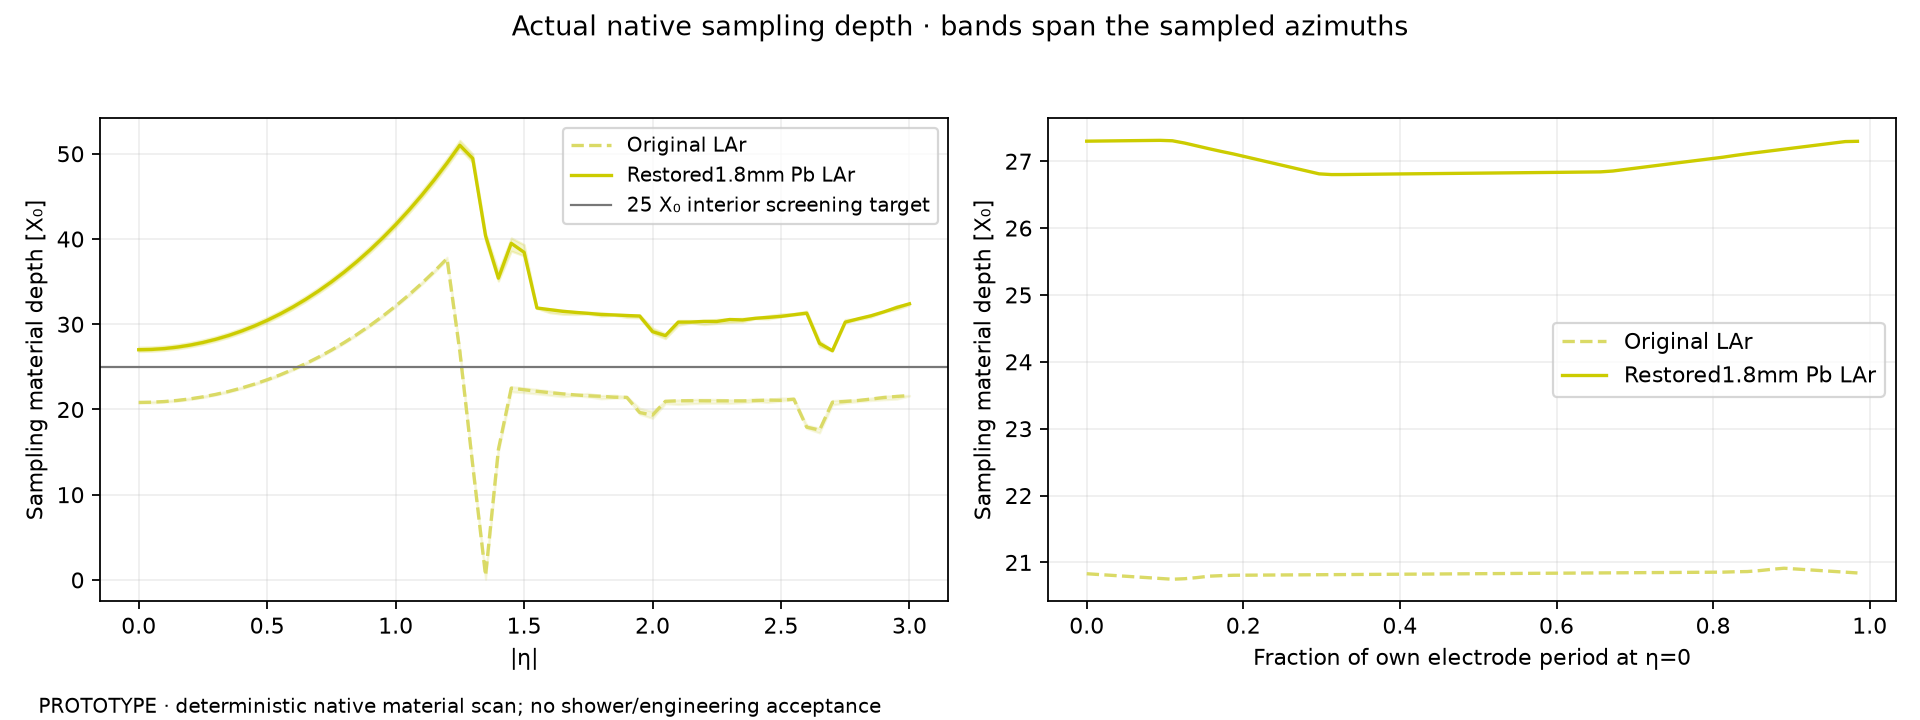 Actual native sampling depth · bands span the sampled azimuths
Sampling material depth [X₀]
50
40
30
20
10
0
Original LAr
Restored1.8mm Pb LAr
25 X₀ interior screening target
0.0 0.5 1.0 1.5 2.0 2.5 3.0
|η|
Sampling material depth [X₀]
27
26
25
24
23
22
21
Original LAr
Restored1.8mm Pb LAr
0.0 0.2 0.4 0.6 0.8 1.0
Fraction of own electrode period at η=0
PROTOTYPE · deterministic native material scan; no shower/engineering acceptance